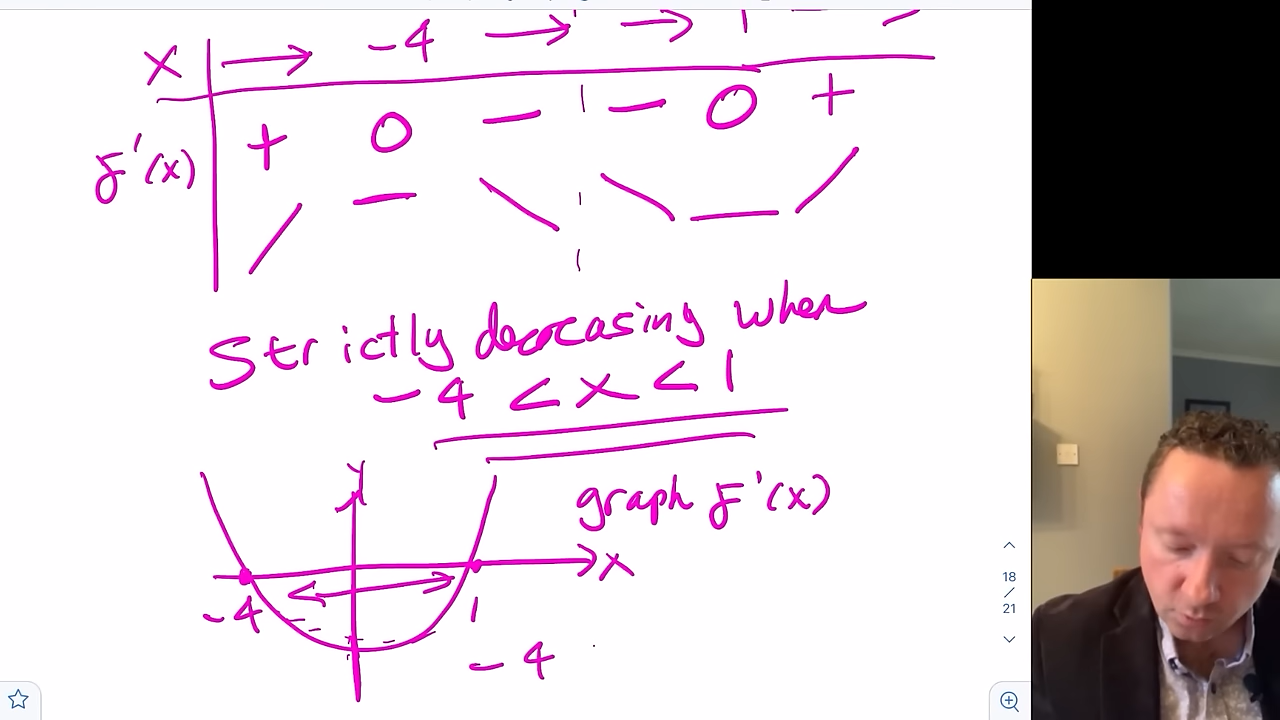 x → -4 → → 1
f'(x) + 0 - - 0 +
Strictly decreasing when
-4 < x < 1
y
graph f'(x)
x
-4 1
-4
18
/
21